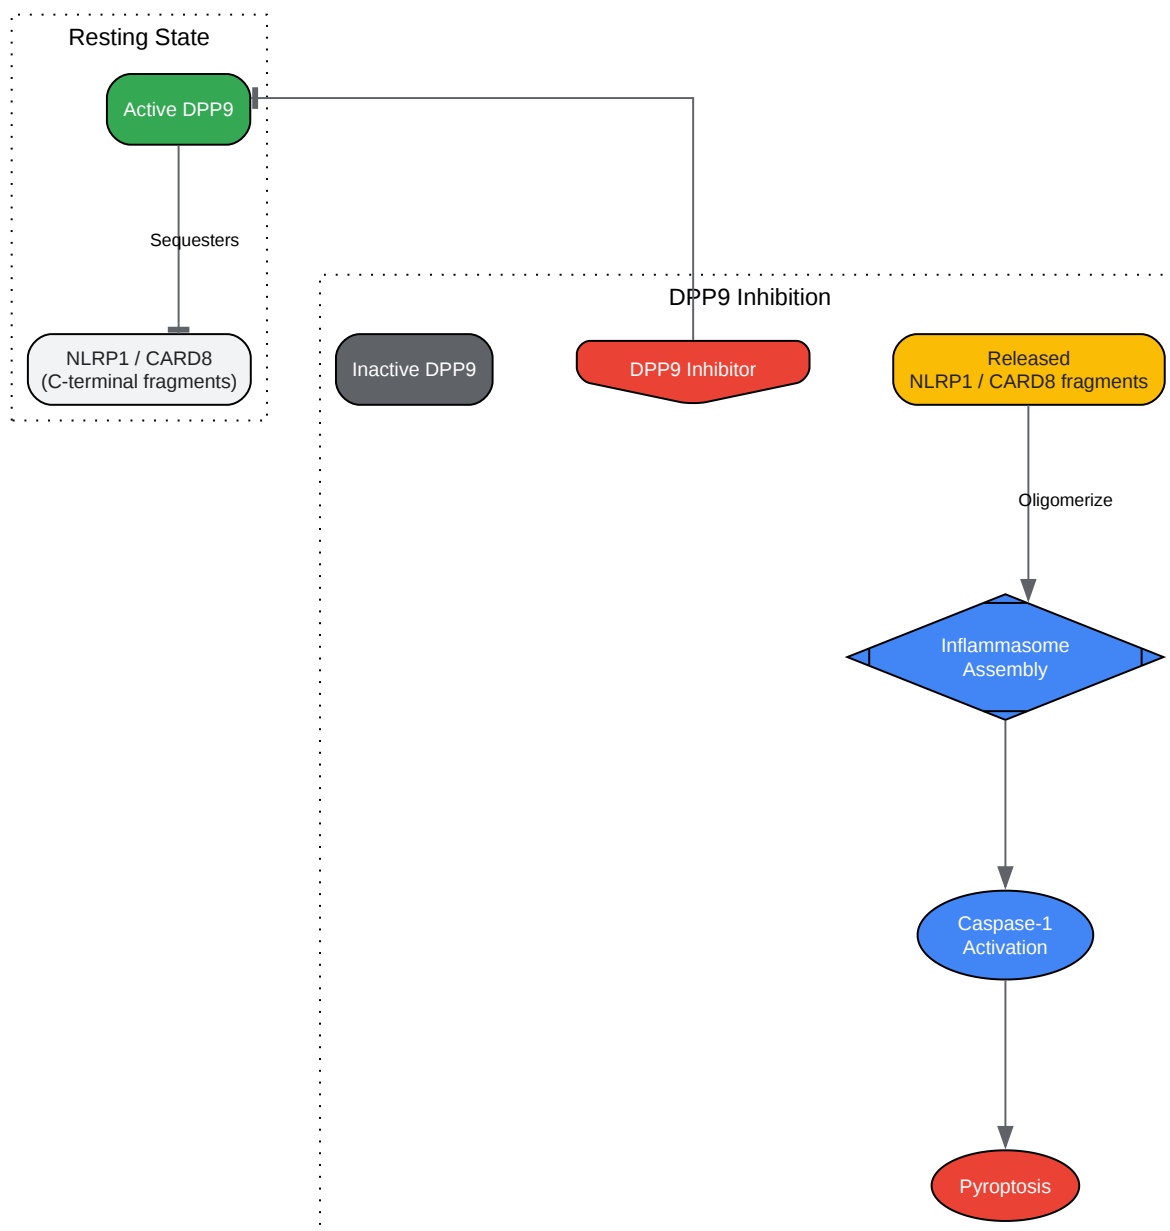 Resting State
Active DPP9
Sequesters
NLRP1 / CARD8
(C-terminal fragments)
DPP9 Inhibition
Inactive DPP9
DPP9 Inhibitor
Released
NLRP1 / CARD8 fragments
Oligomerize
Inflammasome
Assembly
Caspase-1
Activation
Pyroptosis